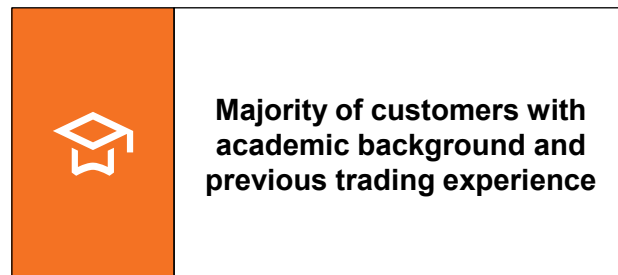 Majority of customers with
academic background and
previous trading experience